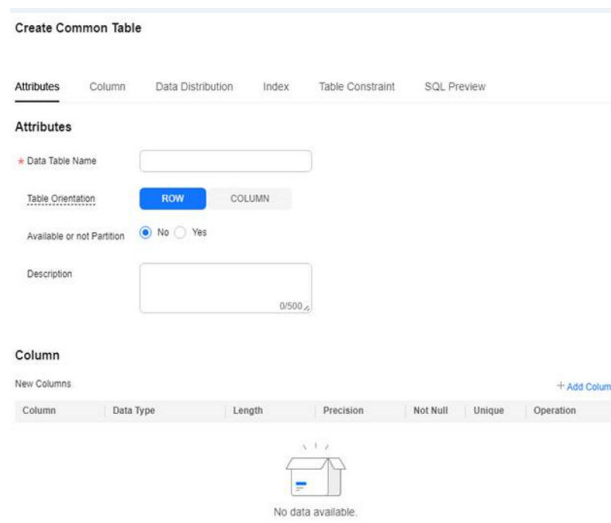 Create Common Table
Attributes Column Data Distribution Index Table Constraint SQL Preview
Attributes
* Data Table Name
Table Orientation ROW COLUMN
Available or not Partition No Yes
Description
0/500
Column
New Columns + Add Colum
Column Data Type Length Precision Not Null Unique Operation
No data available.